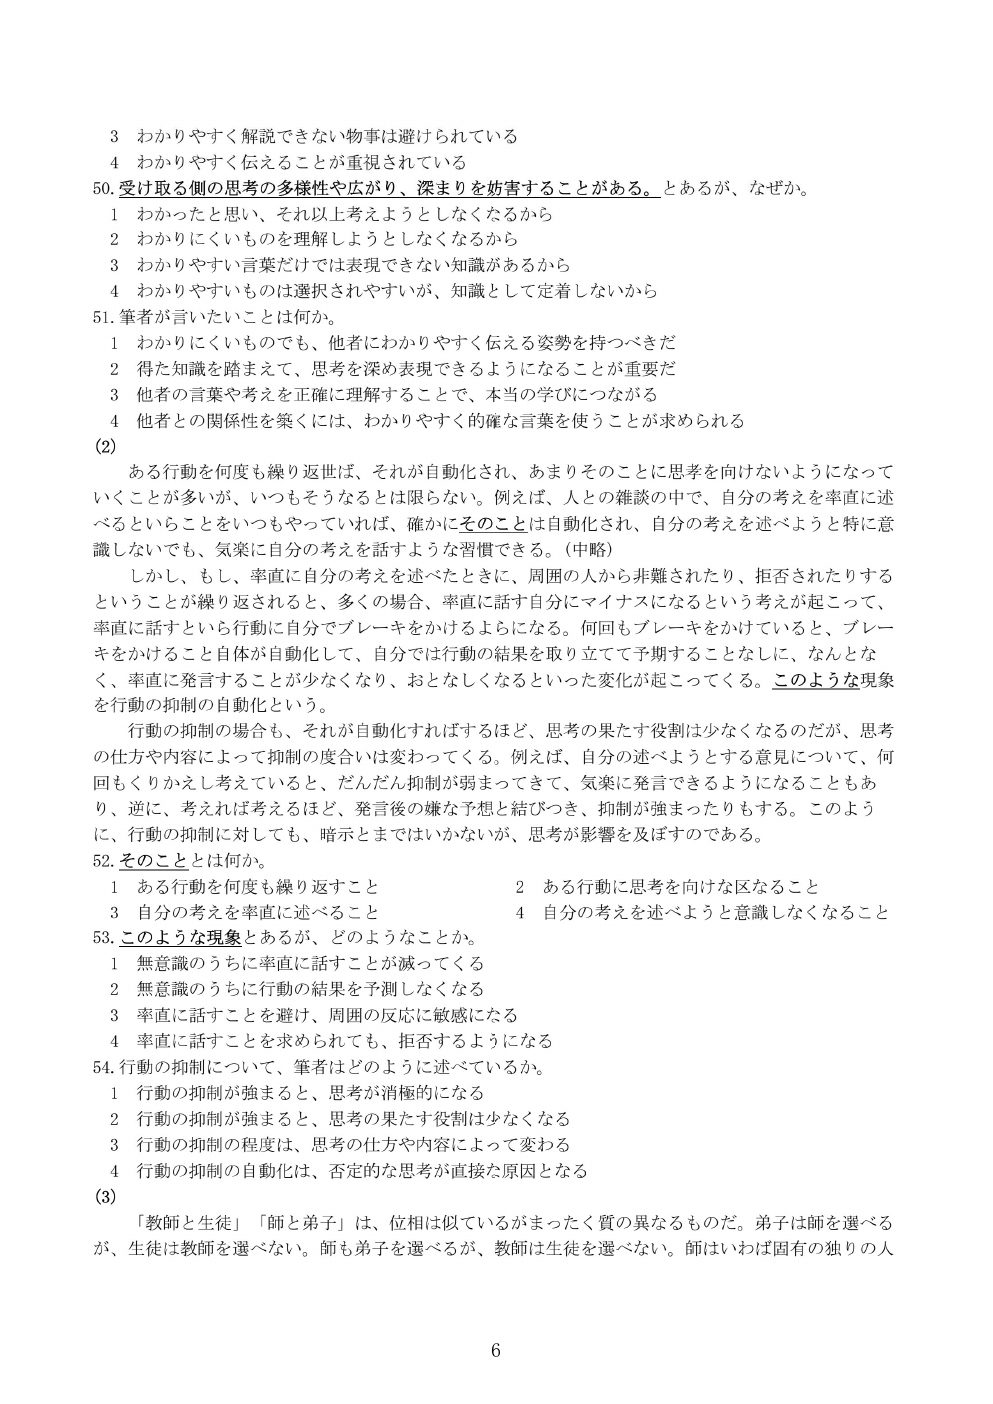 3　わかりやすく解説できない物事は避けられている
4　わかりやすく伝えることが重視されている
50.受け取る側の思考の多様性や広がり、深まりを妨害することがある。とあるが、なぜか。
1　わかったと思い、それ以上考えようとしなくなるから
2　わかりにくいものを理解しようとしなくなるから
3　わかりやすい言葉だけでは表現できない知識があるから
4　わかりやすいものは選択されやすいが、知識として定着しないから
51.筆者が言いたいことは何か。
1　わかりにくいものでも、他者にわかりやすく伝える姿勢を持つべきだ
2　得た知識を踏まえて、思考を深め表現できるようになることが重要だ
3　他者の言葉や考えを正確に理解することで、本当の学びにつながる
4　他者との関係性を築くには、わかりやすく的確な言葉を使うことが求められる
(2)
ある行動を何度も繰り返世ば、それが自動化され、あまりそのことに思孝を向けないようになって
いくことが多いが、いつもそうなるとは限らない。例えば、人との雑談の中で、自分の考えを率直に述
べるといらことをいつもやっていれば、確かにそのことは自動化され、自分の考えを述べようと特に意
識しないでも、気楽に自分の考えを話すような習慣できる。（中略）
しかし、もし、率直に自分の考えを述べたときに、周囲の人から非難されたり、拒否されたりする
ということが繰り返されると、多くの場合、率直に話す自分にマイナスになるという考えが起こって、
率直に話すといら行動に自分でブレーキをかけるよらになる。何回もブレーキをかけていると、ブレー
キをかけること自体が自動化して、自分では行動の結果を取り立てて予期することなしに、なんとな
く、率直に発言することが少なくなり、おとなしくなるといった変化が起こってくる。このような現象
を行動の抑制の自動化という。
行動の抑制の場合も、それが自動化すればするほど、思考の果たす役割は少なくなるのだが、思考
の仕方や内容によって抑制の度合いは変わってくる。例えば、自分の述べようとする意見について、何
回もくりかえし考えていると、だんだん抑制が弱まってきて、気楽に発言できるようになることもあ
り、逆に、考えれば考えるほど、発言後の嫌な予想と結びつき、抑制が強まったりもする。このよう
に、行動の抑制に対しても、暗示とまではいかないが、思考が影響を及ぼすのである。
52.そのこととは何か。
1　ある行動を何度も繰り返すこと　　　　　　　　2　ある行動に思考を向けな区なること
3　自分の考えを率直に述べること　　　　　　　　4　自分の考えを述べようと意識しなくなること
53.このような現象とあるが、どのようなことか。
1　無意識のうちに率直に話すことが減ってくる
2　無意識のうちに行動の結果を予測しなくなる
3　率直に話すことを避け、周囲の反応に敏感になる
4　率直に話すことを求められても、拒否するようになる
54.行動の抑制について、筆者はどのように述べているか。
1　行動の抑制が強まると、思考が消極的になる
2　行動の抑制が強まると、思考の果たす役割は少なくなる
3　行動の抑制の程度は、思考の仕方や内容によって変わる
4　行動の抑制の自動化は、否定的な思考が直接な原因となる
(3)
「教師と生徒」「師と弟子」は、位相は似ているがまったく質の異なるものだ。弟子は師を選べる
が、生徒は教師を選べない。師も弟子を選べるが、教師は生徒を選べない。師はいわば固有の独りの人
6